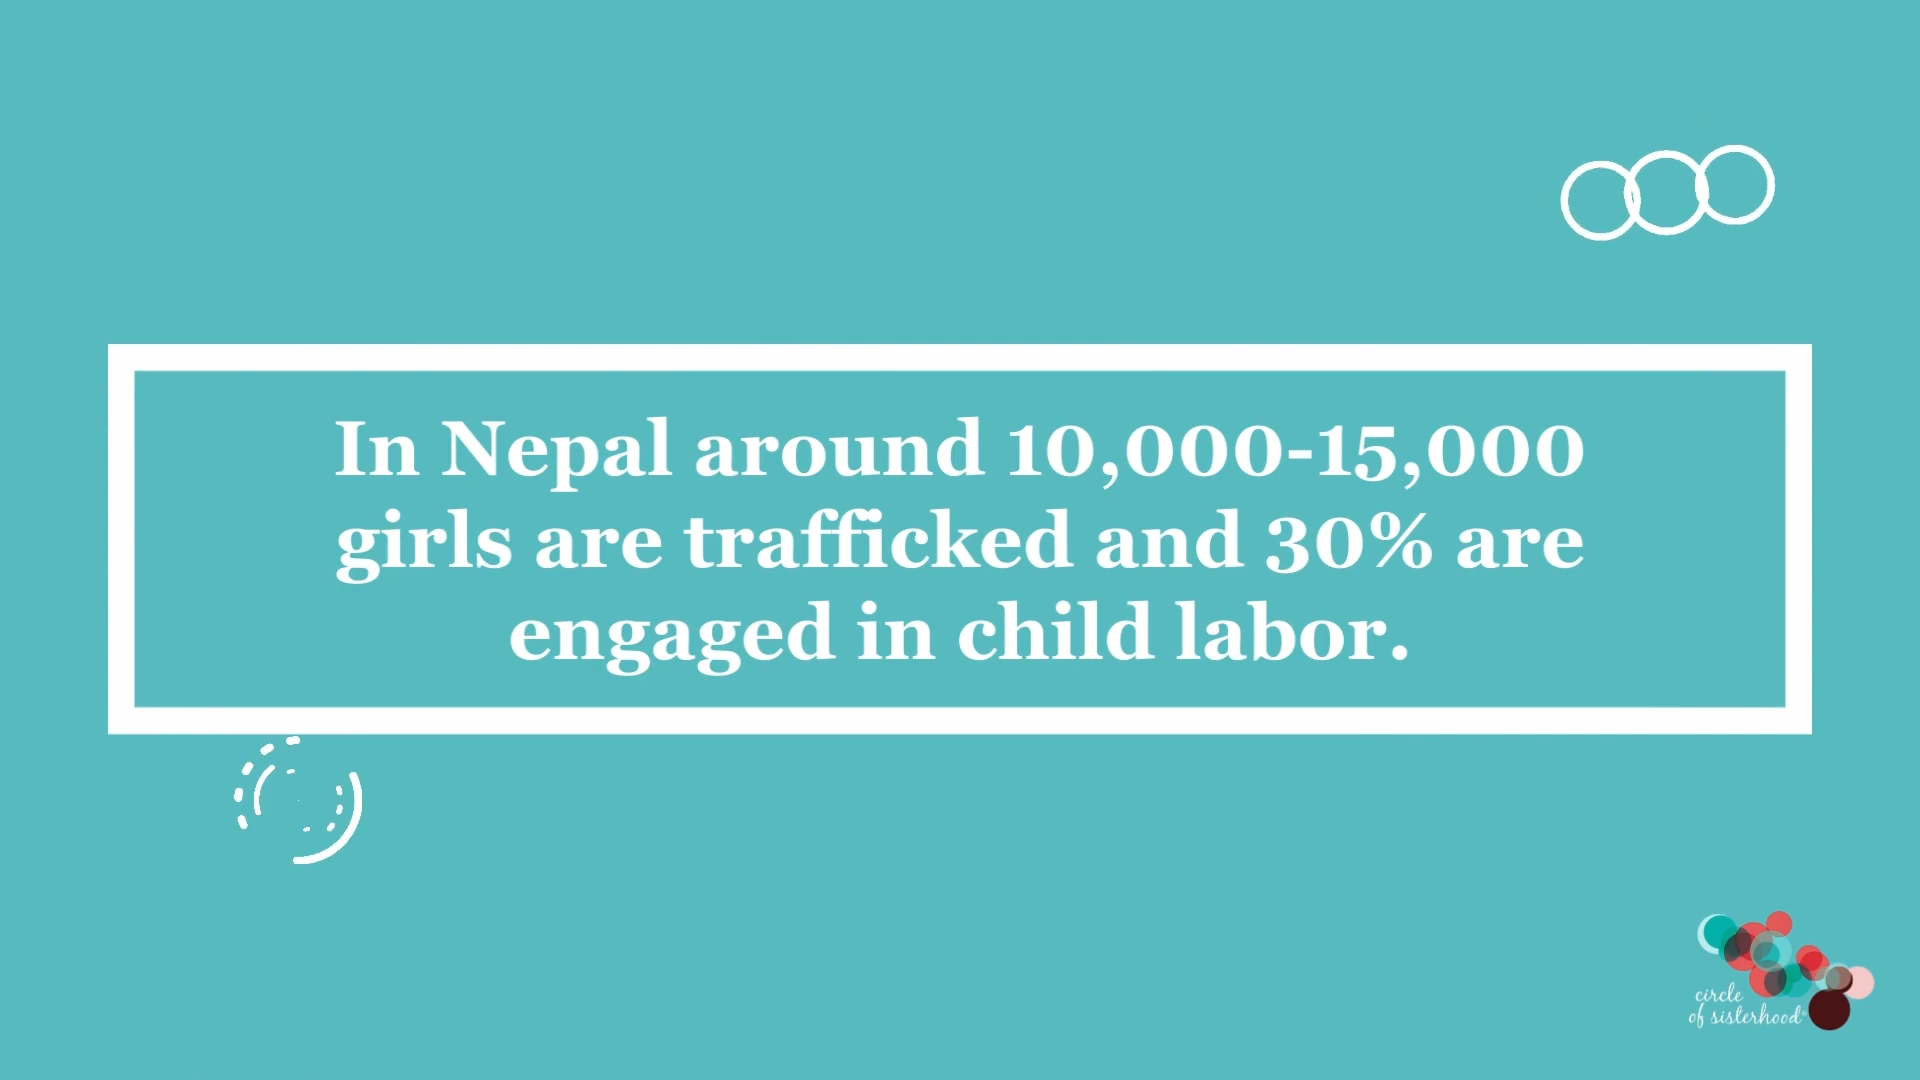 In Nepal around 10,000-15,000
girls are trafficked and 30% are
engaged in child labor.
circle
of sisterhood